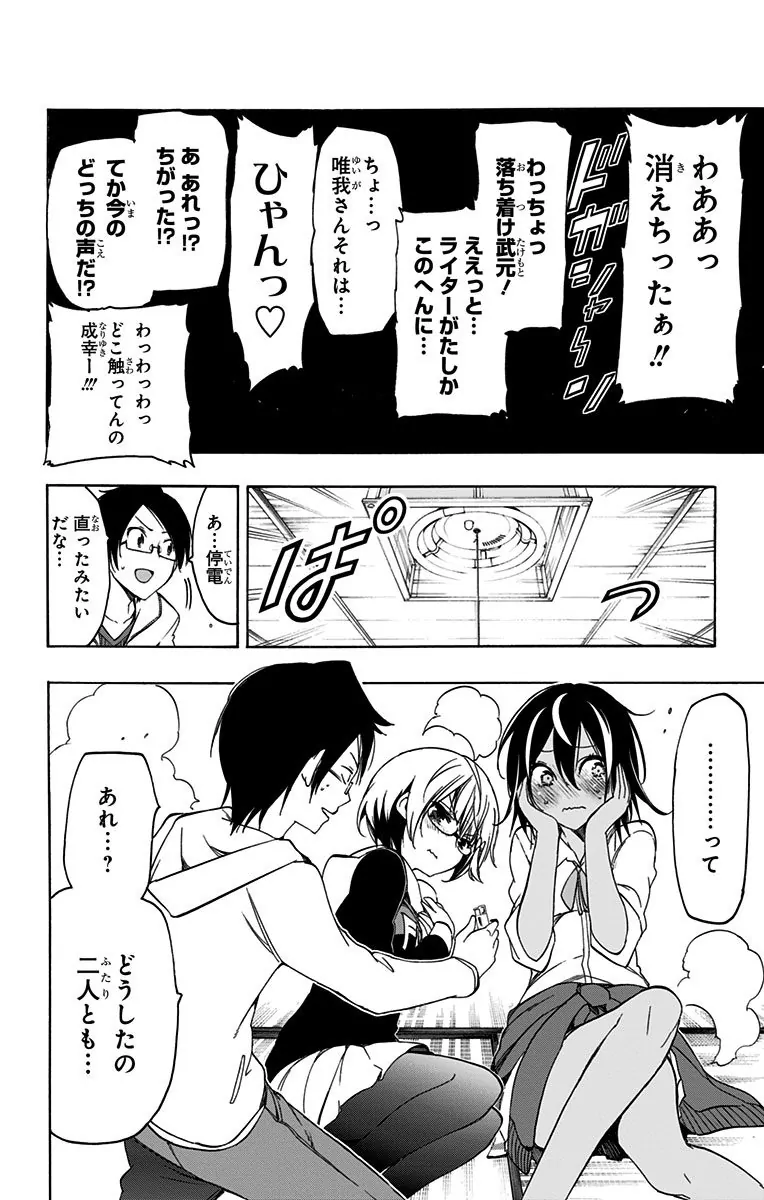 わああっ
消えちったぁ!!
ドガシャーン
わっちょっ
落ち着け武元!
ええっと…
ライターがたしか
このへんに…
ちょ…っ
唯我さんそれは…
ひゃんっ♡
あ あれっ!?
ちがった!?
てか今の
どっちの声だ!?
わっわっわっ
どこ触ってんの
成幸ー!!!
ぱっ
あ…停電
直ったみたい
だな…
………って
あれ…?
どうしたの
二人とも…